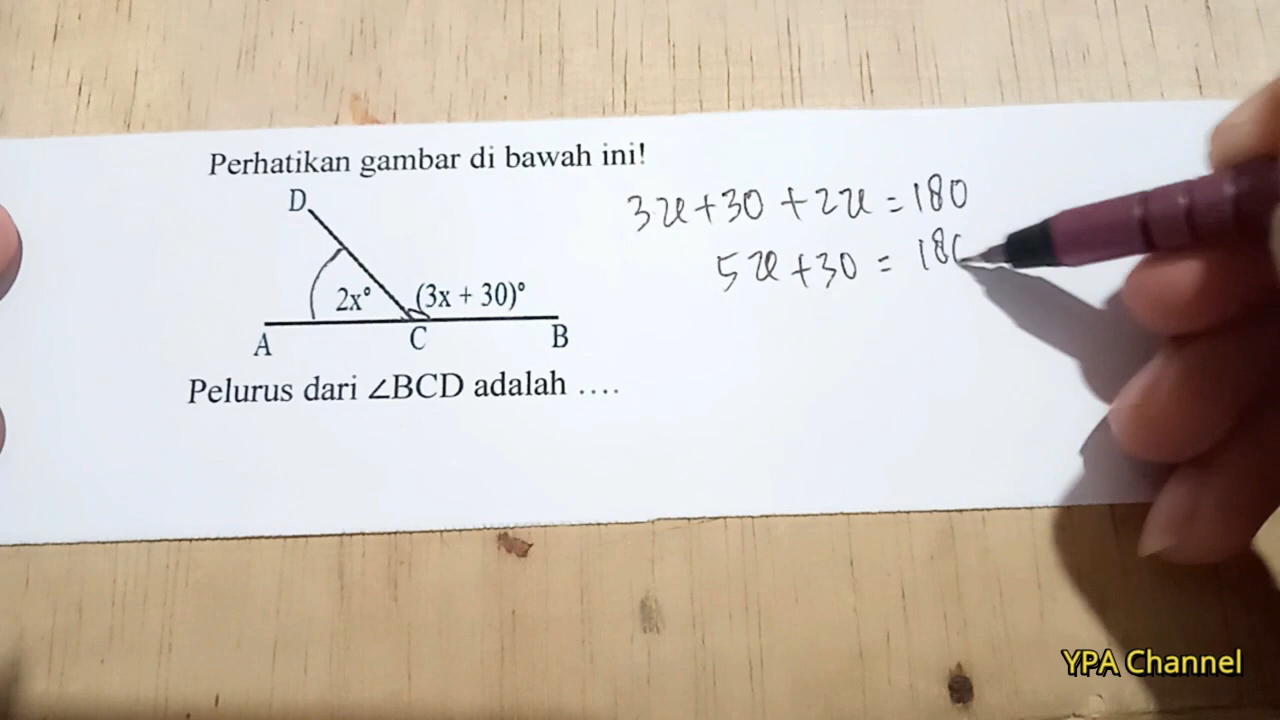 Perhatikan gambar di bawah ini!
D
2x°
(3x + 30)°
A
C
B
Pelurus dari ∠BCD adalah ....
3x+30 +2x = 180
5x+30 = 180
YPA Channel